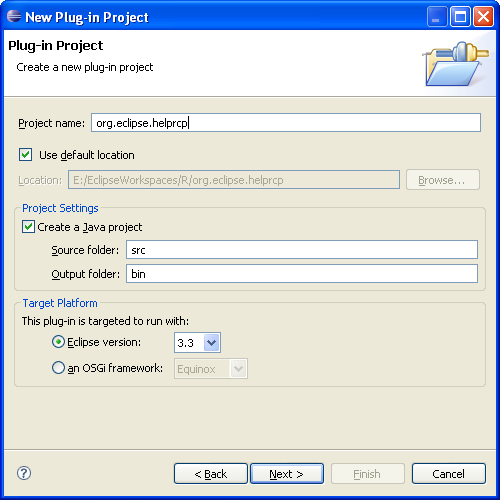 New Plug-in Project
Plug-in Project
Create a new plug-in project
Project name: org.eclipse.helprcp
Use default location
Location: E:/EclipseWorkspaces/R/org.eclipse.helprcp Browse...
Project Settings
Create a Java project
Source folder: src
Output folder: bin
Target Platform
This plug-in is targeted to run with:
Eclipse version: 3.3
an OSGi framework: Equinox
? < Back Next > Finish Cancel